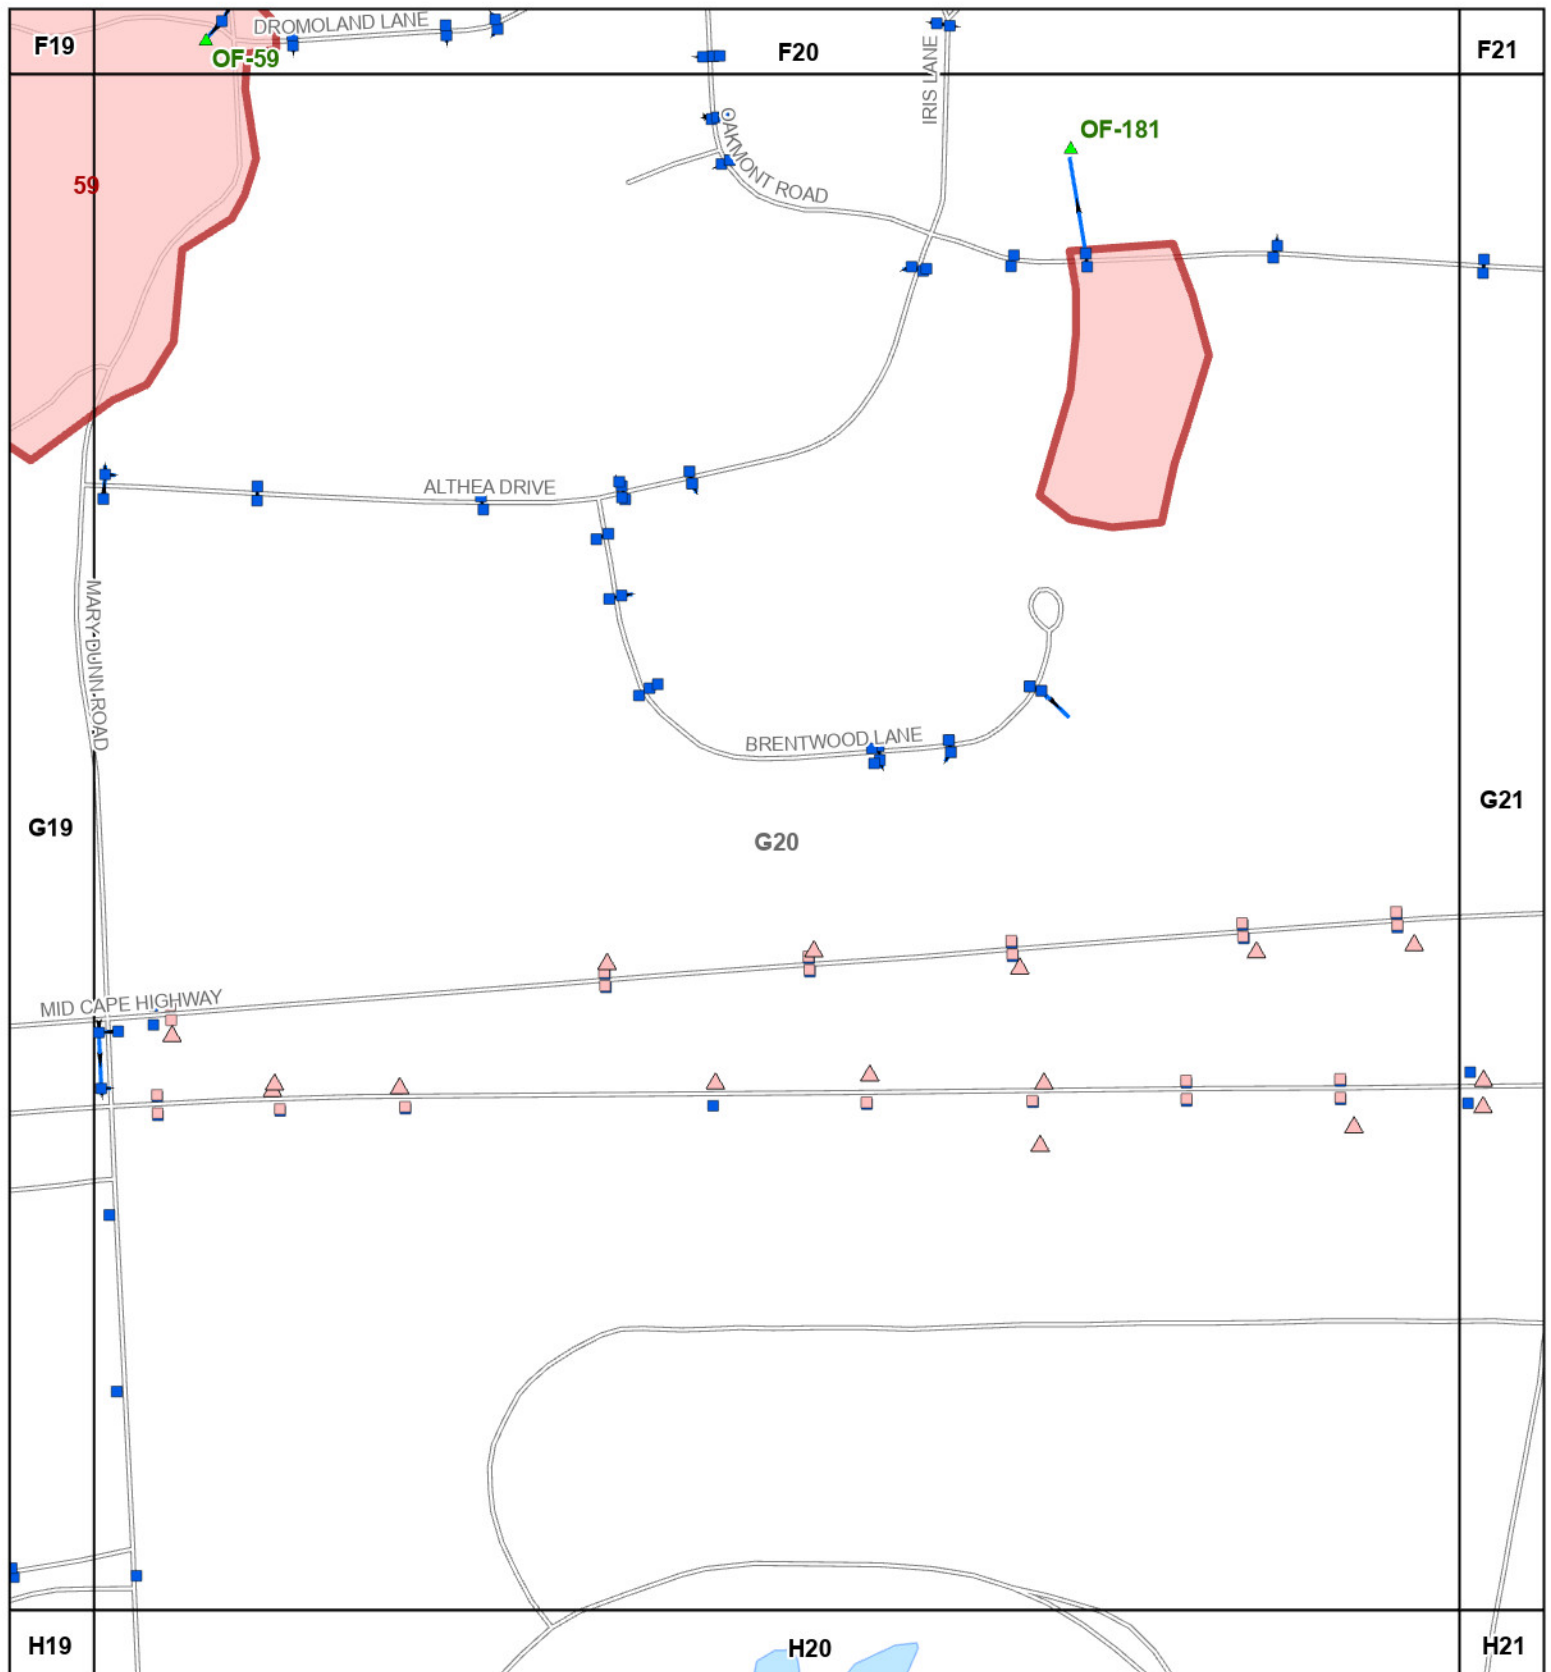 F19
DROMOLAND LANE
OF-59
F20
F21
IRIS LANE
OAKMONT ROAD
OF-181
59
ALTHEA DRIVE
MARY DUNN ROAD
BRENTWOOD LANE
G19
G20
G21
MID CAPE HIGHWAY
H19
H20
H21